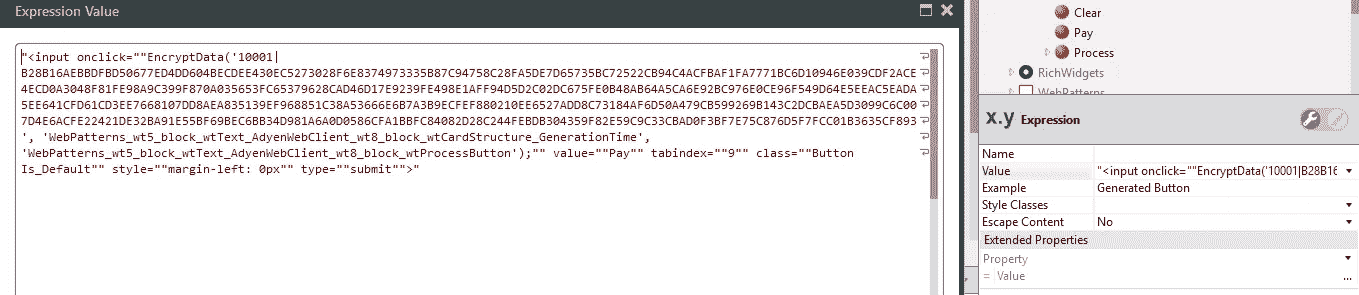 Expression Value
"<input onclick=""EncryptData('10001|
B28B16AEBBDFBD50677ED4DD604BECDEE430EC5273028F6E8374973335B87C94758C28FA5DE7D65735BC72522CB94C4ACFBAF1FA7771BC6D10946E039CDF2ACE
4ECD0A3048F81FE98A9C399F870A035653FC65379628CAD46D17E9239FE498E1AFF94D5D2C02DC675FE0B48AB64A5CA6E92BC976E0CE96F549D64E5EEAC5EADA
5EE641CFD61CD3EE7668107DD8AEA835139EF968851C38A53666E6B7A3B9ECFEF880210EE6527ADD8C73184AF6D50A479CB599269B143C2DCBAEA5D3099C6C00
7D4E6ACFE22421DE32BA91E55BF69BEC6BB34D981A6A0D0586CFA1BBFC84082D28C244FEBDB304359F82E59C9C33CBAD0F3BF7E75C876D5F7FCC01B3635CF893
', 'WebPatterns_wt5_block_wtText_AdyenWebClient_wt8_block_wtCardStructure_GenerationTime',
'WebPatterns_wt5_block_wtText_AdyenWebClient_wt8_block_wtProcessButton');"" value=""Pay"" tabindex=""9"" class=""Button
Is_Default"" style=""margin-left: 0px"" type=""submit"">"
Clear
Pay
Process
RichWidgets
WebPatterns
x.y Expression
Name
Value "<input onclick=""EncryptData('10001|B28B16
Example Generated Button
Style Classes
Escape Content No
Extended Properties
Property
= Value ...